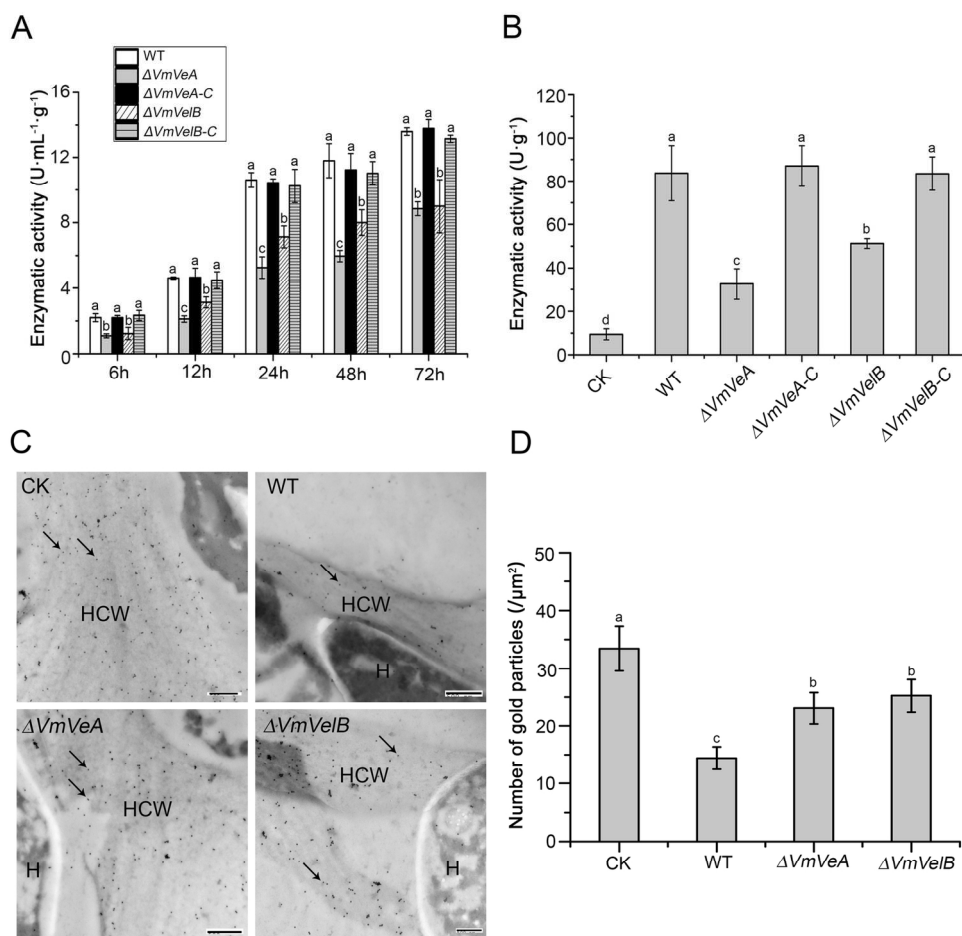 A
WT
ΔVmVeA
ΔVmVeA-C
ΔVmVelB
ΔVmVelB-C
Enzymatic activity (U·mL⁻¹·g⁻¹)
16
12
8
4
0
a b a b a
a c a b a
a c a b a
a c a b a
a b a b a
6h 12h 24h 48h 72h
B
Enzymatic activity (U·g⁻¹)
120
100
80
60
40
20
0
d a c a b a
CK WT ΔVmVeA ΔVmVeA-C ΔVmVelB ΔVmVelB-C
C
CK
HCW
WT
HCW
H
ΔVmVeA
HCW
H
ΔVmVelB
HCW
H
D
Number of gold particles (/μm²)
50
40
30
20
10
0
a c b b
CK WT ΔVmVeA ΔVmVelB